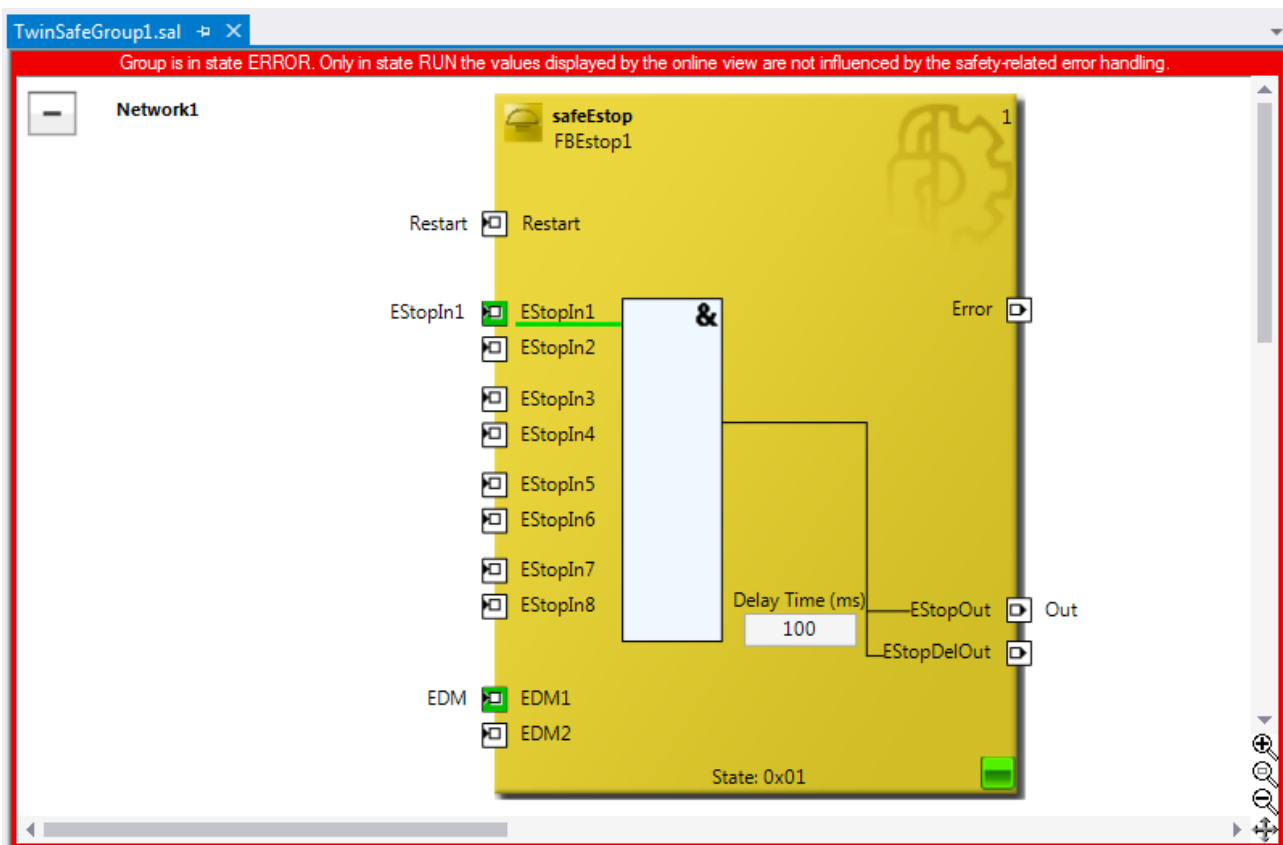 TwinSafeGroup1.sal
Group is in state ERROR. Only in state RUN the values displayed by the online view are not influenced by the safety-related error handling.
Network1
safeEstop
FBEstop1
1
Restart Restart
EStopIn1 EStopIn1 & Error
EStopIn2
EStopIn3
EStopIn4
EStopIn5
EStopIn6
EStopIn7
EStopIn8
Delay Time (ms)
100
EStopOut Out
EStopDelOut
EDM EDM1
EDM2
State: 0x01